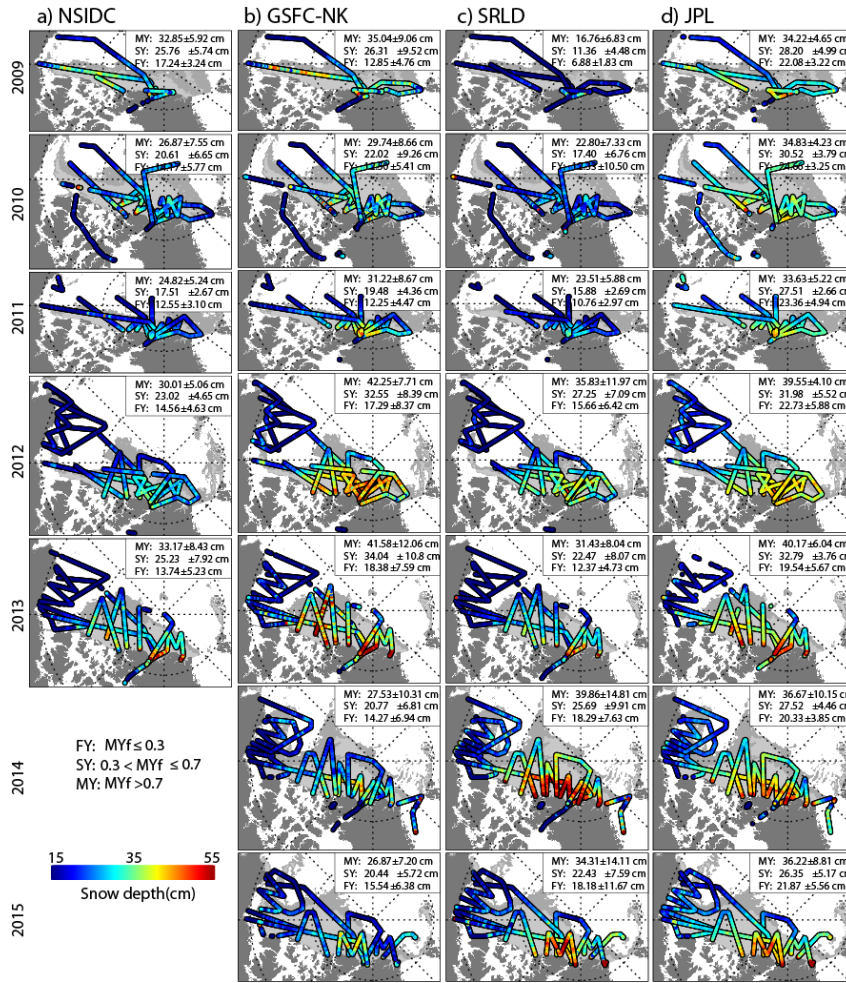 a) NSIDC b) GSFC-NK c) SRLD d) JPL
2009
MY: 32.85±5.92 cm
SY: 25.76 ±5.74 cm
FY: 17.24±3.24 cm
MY: 35.04±9.06 cm
SY: 26.31 ±9.52 cm
FY: 12.85±4.76 cm
MY: 16.76±6.83 cm
SY: 11.36 ±4.48 cm
FY: 6.88±1.83 cm
MY: 34.22±4.65 cm
SY: 28.20 ±4.99 cm
FY: 22.08±3.22 cm
2010
MY: 26.87±7.55 cm
SY: 20.61 ±6.65 cm
FY: 14.17±5.77 cm
MY: 29.74±8.66 cm
SY: 22.02 ±9.26 cm
FY: ±5.41 cm
MY: 22.80±7.33 cm
SY: 17.40 ±6.76 cm
FY: ±10.50 cm
MY: 34.83±4.23 cm
SY: 30.52 ±3.79 cm
FY: ±3.25 cm
2011
MY: 24.82±5.24 cm
SY: 17.51 ±2.67 cm
FY: 12.55±3.10 cm
MY: 31.22±8.67 cm
SY: 19.48 ±4.36 cm
FY: 12.25±4.47 cm
MY: 23.51±5.88 cm
SY: 15.88 ±2.69 cm
FY: 10.76±2.97 cm
MY: 33.63±5.22 cm
SY: 27.51 ±2.66 cm
FY: 23.36±4.94 cm
2012
MY: 30.01±5.06 cm
SY: 23.02 ±4.65 cm
FY: 14.56±4.63 cm
MY: 42.25±7.71 cm
SY: 32.55 ±8.39 cm
FY: 17.29±8.37 cm
MY: 35.83±11.97 cm
SY: 27.25 ±7.09 cm
FY: 15.66±6.42 cm
MY: 39.55±4.10 cm
SY: 31.98 ±5.52 cm
FY: 22.73±5.88 cm
2013
MY: 33.17±8.43 cm
SY: 25.23 ±7.92 cm
FY: 13.74±5.23 cm
MY: 41.58±12.06 cm
SY: 34.04 ±10.8 cm
FY: 18.38±7.59 cm
MY: 31.43±8.04 cm
SY: 22.47 ±8.07 cm
FY: 12.37±4.73 cm
MY: 40.17±6.04 cm
SY: 32.79 ±3.76 cm
FY: 19.54±5.67 cm
2014
MY: 27.53±10.31 cm
SY: 20.77 ±6.81 cm
FY: 14.27±6.94 cm
MY: 39.86±14.81 cm
SY: 25.69 ±9.91 cm
FY: 18.29±7.63 cm
MY: 36.67±10.15 cm
SY: 27.52 ±4.46 cm
FY: 20.33±3.85 cm
FY: MYf ≤ 0.3
SY: 0.3 < MYf ≤ 0.7
MY: MYf >0.7
15 35 55
Snow depth(cm)
2015
MY: 26.87±7.20 cm
SY: 20.44 ±5.72 cm
FY: 15.54±6.38 cm
MY: 34.31±14.11 cm
SY: 22.43 ±7.59 cm
FY: 18.18±11.67 cm
MY: 36.22±8.81 cm
SY: 26.35 ±5.17 cm
FY: 21.87±5.56 cm